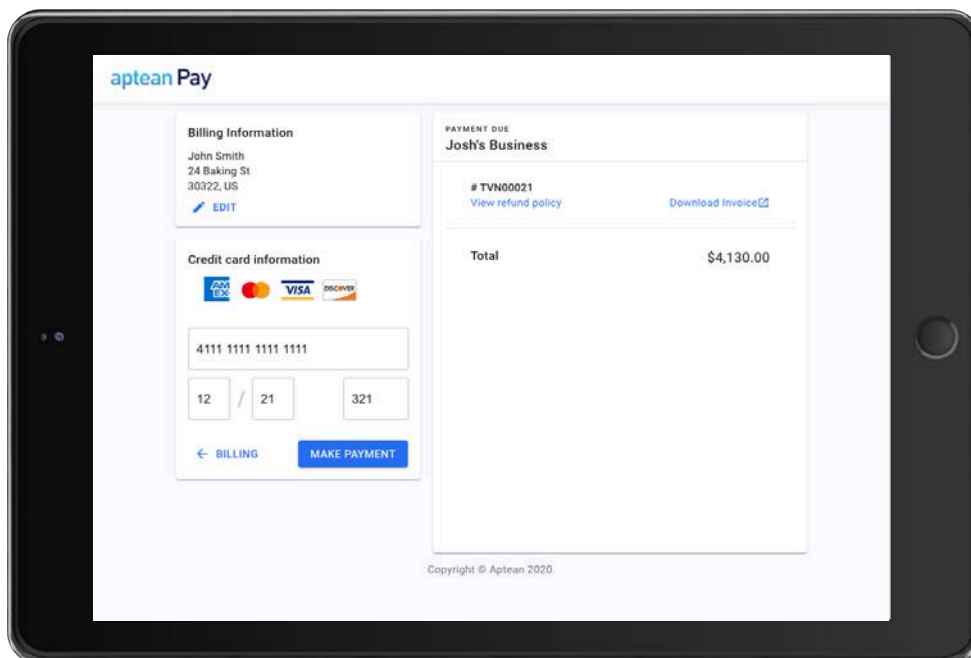 aptean Pay
Billing Information
John Smith
24 Baking St
30322, US
EDIT
Credit card information
AM
EX
VISA
DISCOVER
4111 1111 1111 1111
12 / 21 321
← BILLING
MAKE PAYMENT
PAYMENT DUE
Josh's Business
# TVN00021
View refund policy
Download Invoice
Total
$4,130.00
Copyright © Aptean 2020.